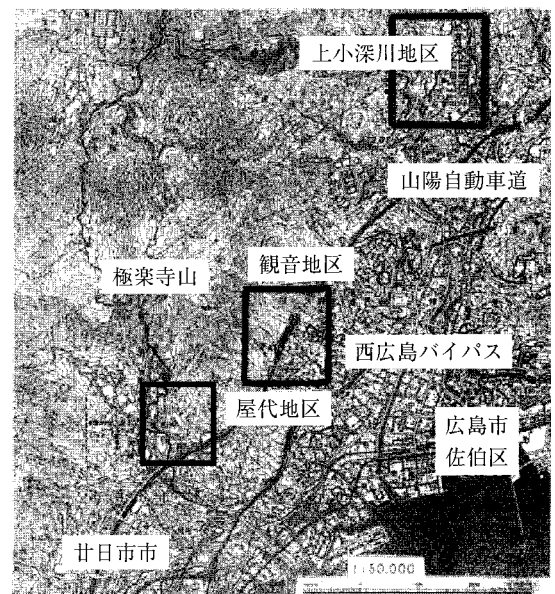 上小深川地区
山陽自動車道
観音地区
極楽寺山
西広島バイパス
屋代地区
広島市
佐伯区
廿日市市
1:50,000